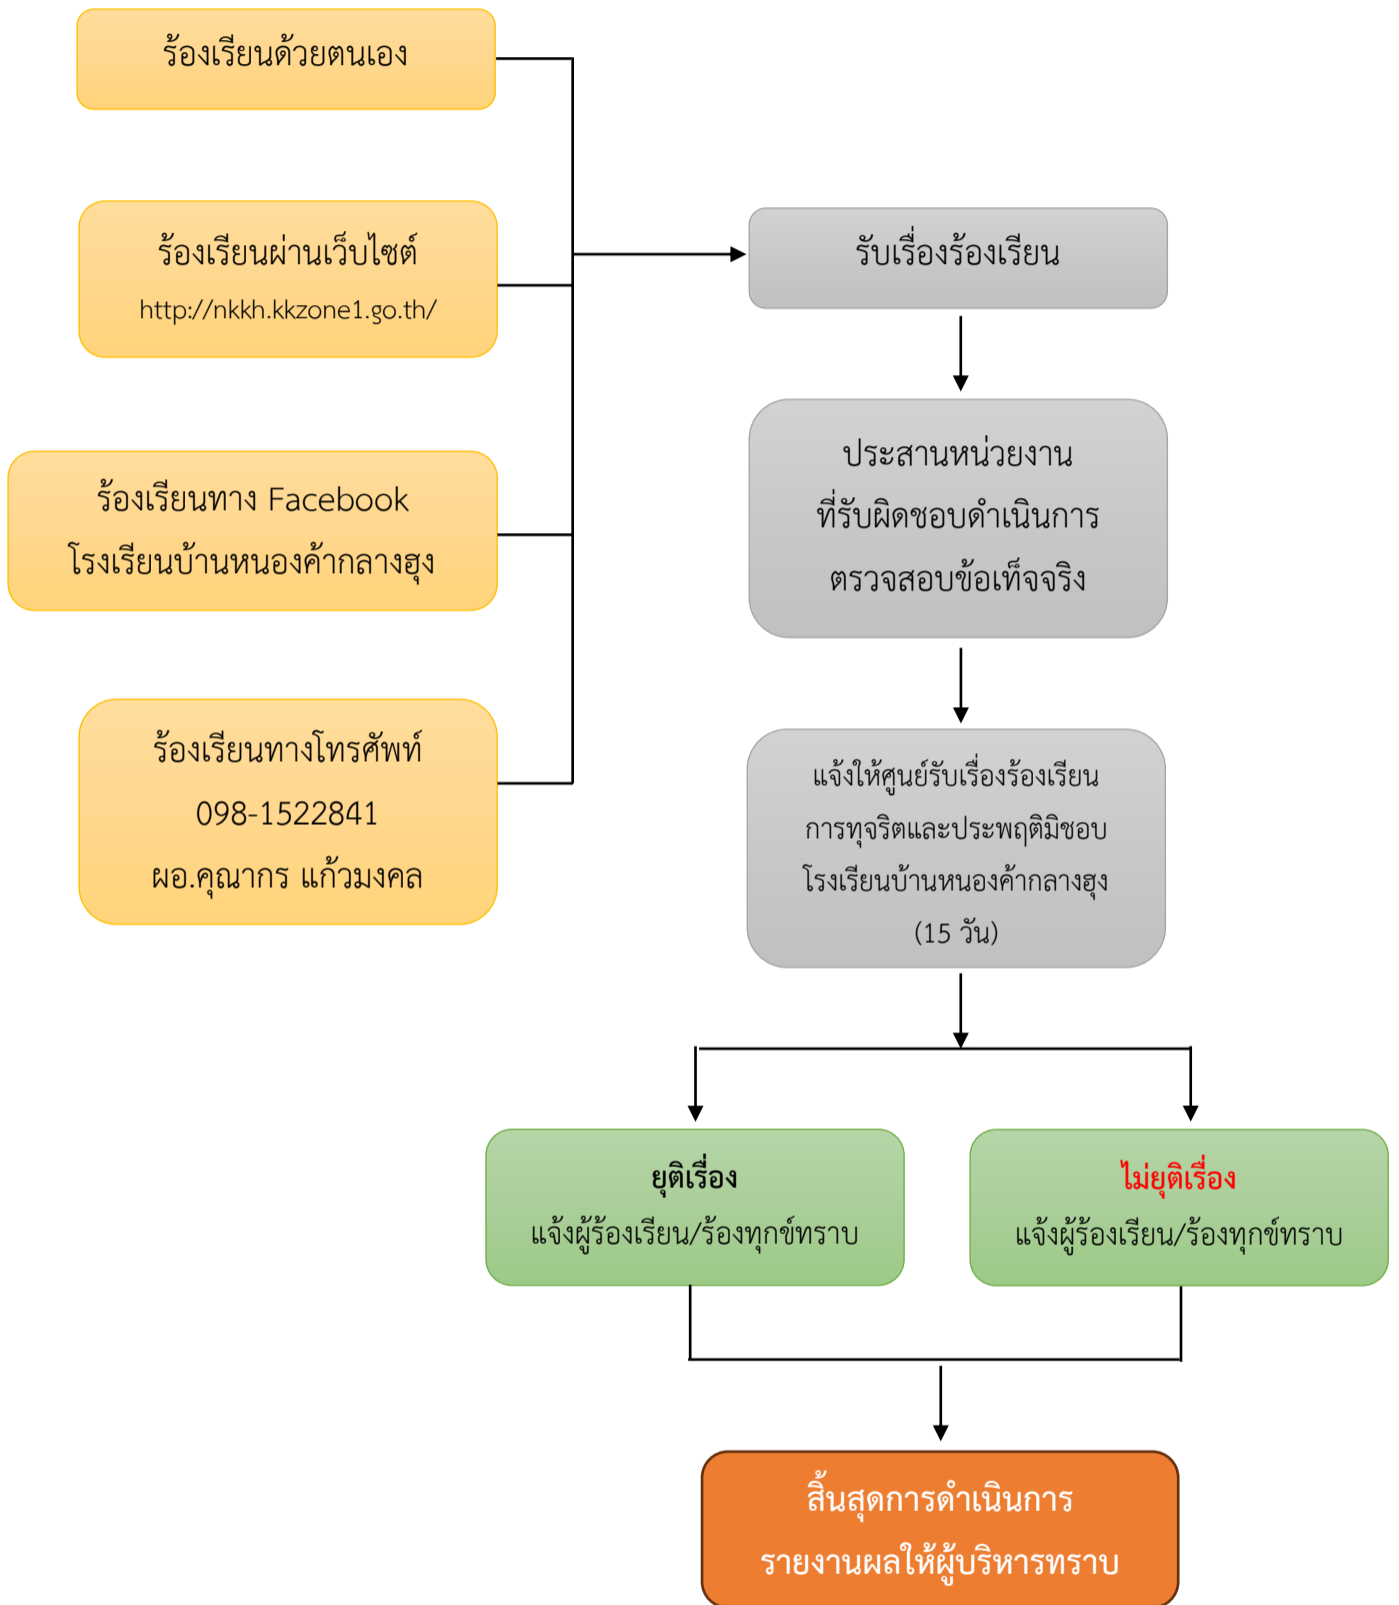 ร้องเรียนด้วยตนเอง
ร้องเรียนผ่านเว็บไซต์
http://nkkh.kkzone1.go.th/
ร้องเรียนทาง Facebook
โรงเรียนบ้านหนองค้ากลางฮุง
ร้องเรียนทางโทรศัพท์
098-1522841
ผอ.คุณากร แก้วมงคล
รับเรื่องร้องเรียน
ประสานหน่วยงาน
ที่รับผิดชอบดำเนินการ
ตรวจสอบข้อเท็จจริง
แจ้งให้ศูนย์รับเรื่องร้องเรียน
การทุจริตและประพฤติมิชอบ
โรงเรียนบ้านหนองค้ากลางฮุง
(15 วัน)
ยุติเรื่อง
แจ้งผู้ร้องเรียน/ร้องทุกข์ทราบ
ไม่ยุติเรื่อง
แจ้งผู้ร้องเรียน/ร้องทุกข์ทราบ
สิ้นสุดการดำเนินการ
รายงานผลให้ผู้บริหารทราบ